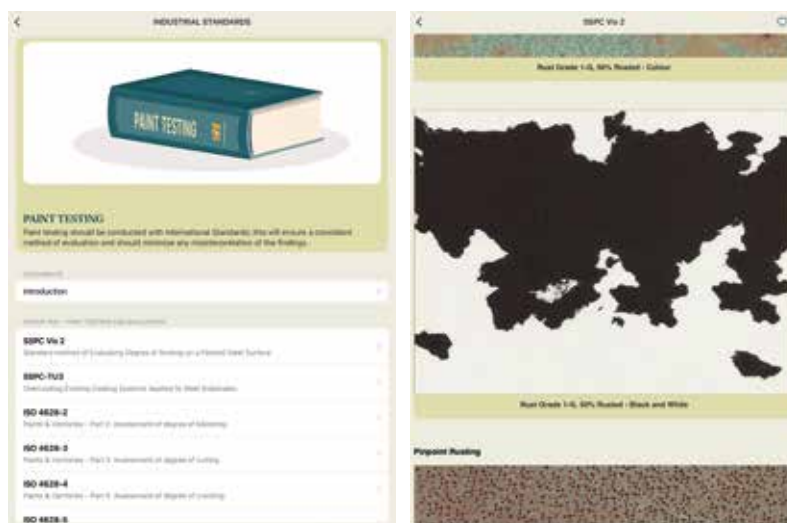 INDUSTRIAL STANDARDS
PAINT TESTING
PAINT TESTING
Paint testing should be conducted with International Standards; this will ensure a consistent
method of evaluation and should minimise any misinterpretation of the findings.
Introduction
SSPC Vis 2
Standard method of Evaluating Degree of Rusting on a Painted Steel Surface
SSPC-TU3
Overcoating Existing Coating Systems Applied to Steel Substrates
ISO 4628-2
Paints & Varnishes - Part 2: Assessment of degree of blistering
ISO 4628-3
Paints & Varnishes - Part 3: Assessment of degree of rusting
ISO 4628-4
Paints & Varnishes - Part 4: Assessment of degree of cracking
ISO 4628-5
SSPC Vis 2
Rust Grade 1-G, 50% Rusted - Colour
Rust Grade 1-G, 50% Rusted - Black and White
Pinpoint Rusting